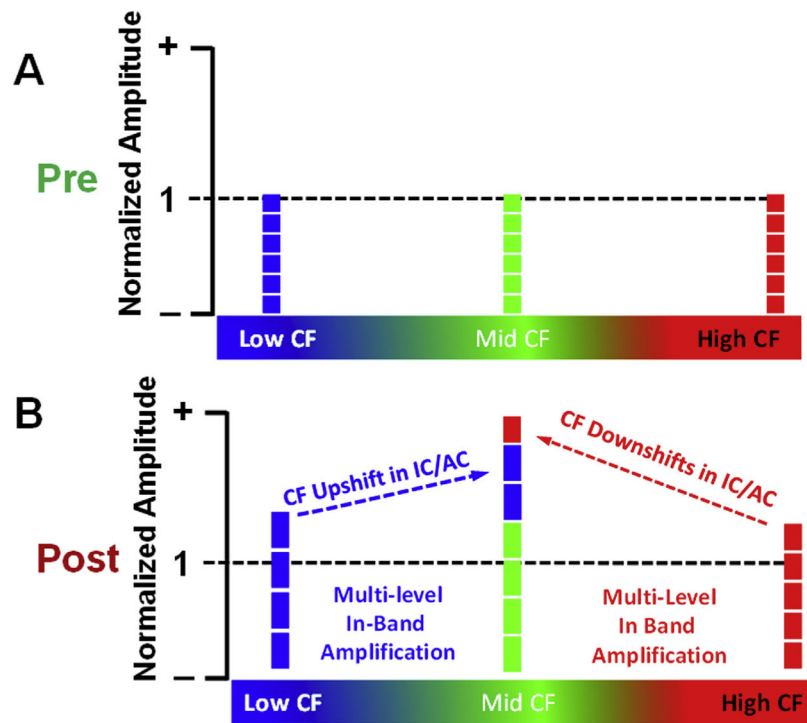 A
Pre
Normalized Amplitude
+
1
–
Low CF
Mid CF
High CF
B
Post
Normalized Amplitude
+
1
–
CF Upshift in IC/AC
CF Downshifts in IC/AC
Multi-level
In-Band
Amplification
Multi-Level
In Band
Amplification
Low CF
Mid CF
High CF